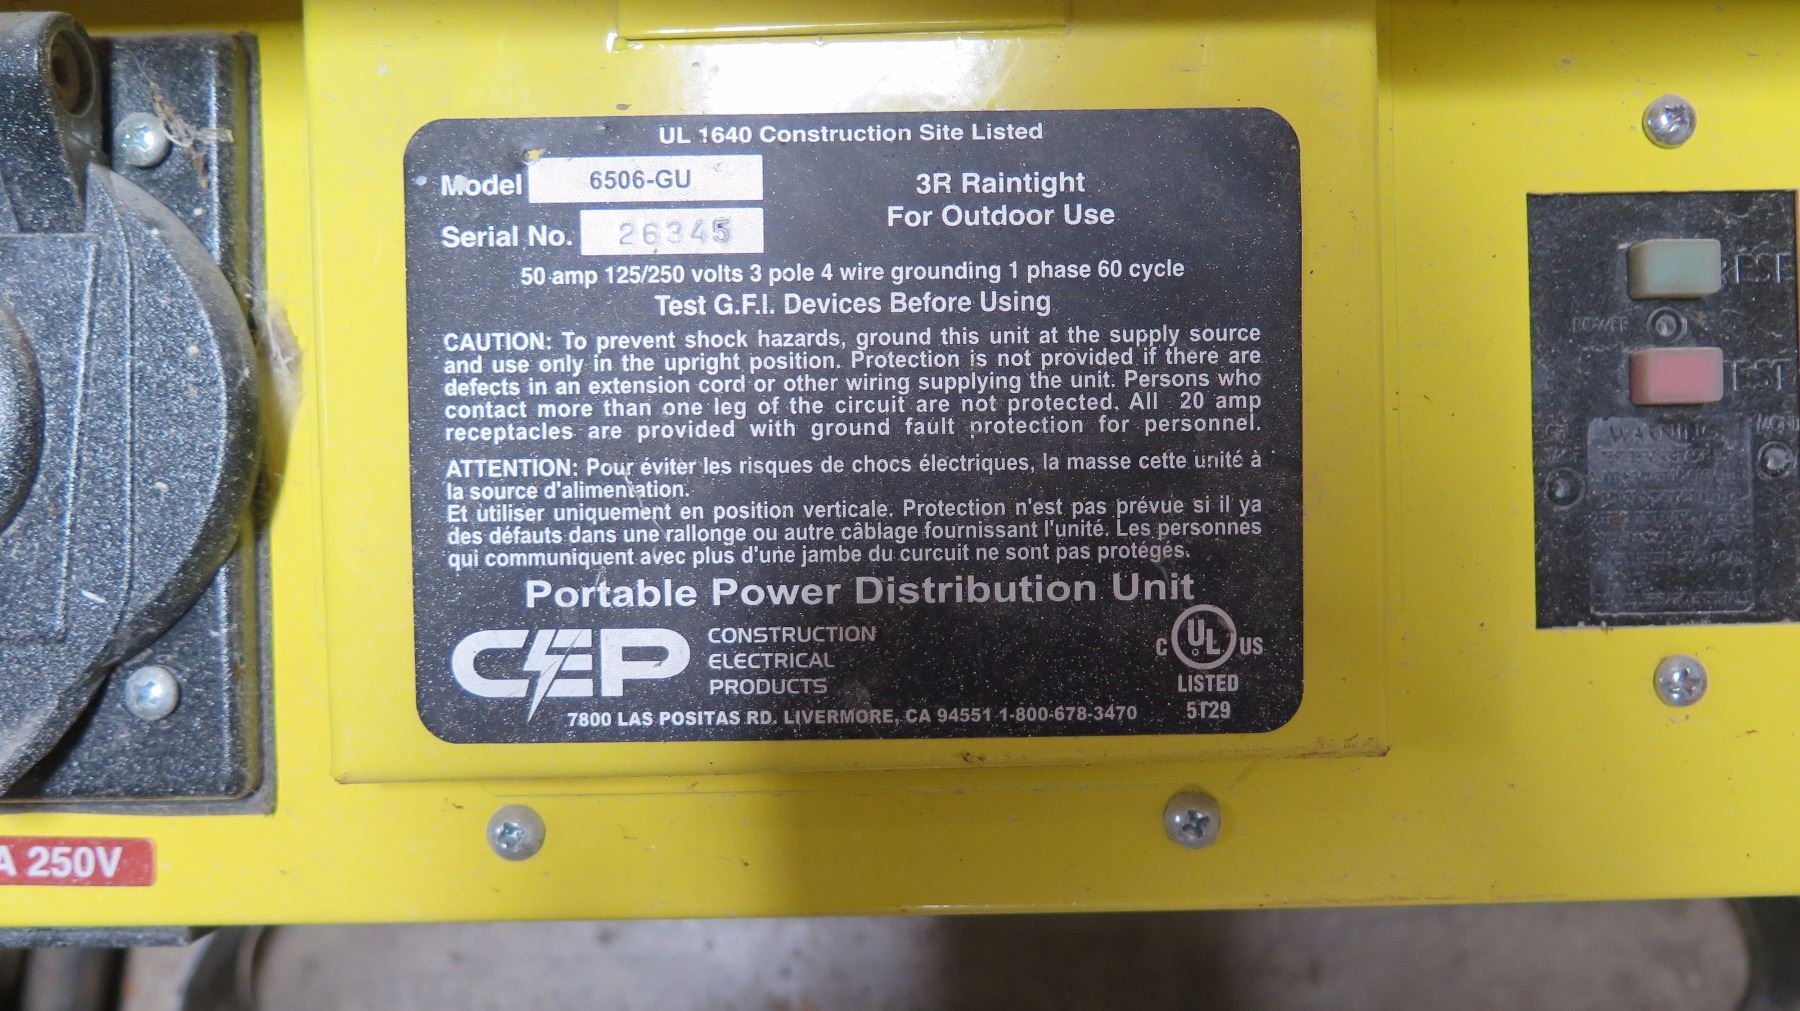 UL 1640 Construction Site Listed
Model 6506-GU
3R Raintight
For Outdoor Use
Serial No. 26345
50 amp 125/250 volts 3 pole 4 wire grounding 1 phase 60 cycle
Test G.F.I. Devices Before Using
CAUTION: To prevent shock hazards, ground this unit at the supply source
and use only in the upright position. Protection is not provided if there are
defects in an extension cord or other wiring supplying the unit. Persons who
contact more than one leg of the circuit are not protected. All 20 amp
receptacles are provided with ground fault protection for personnel.
ATTENTION: Pour éviter les risques de chocs électriques, la masse cette unité à
la source d'alimentation.
Et utiliser uniquement en position verticale. Protection n'est pas prévue si il ya
des défauts dans une rallonge ou autre câblage fournissant l'unité. Les personnes
qui communiquent avec plus d'une jambe du curcuit ne sont pas protégés.
Portable Power Distribution Unit
CEP
CONSTRUCTION
ELECTRICAL
PRODUCTS
C UL US
LISTED
5T29
7800 LAS POSITAS RD. LIVERMORE, CA 94551 1-800-678-3470
A 250V
POWER
WARNING